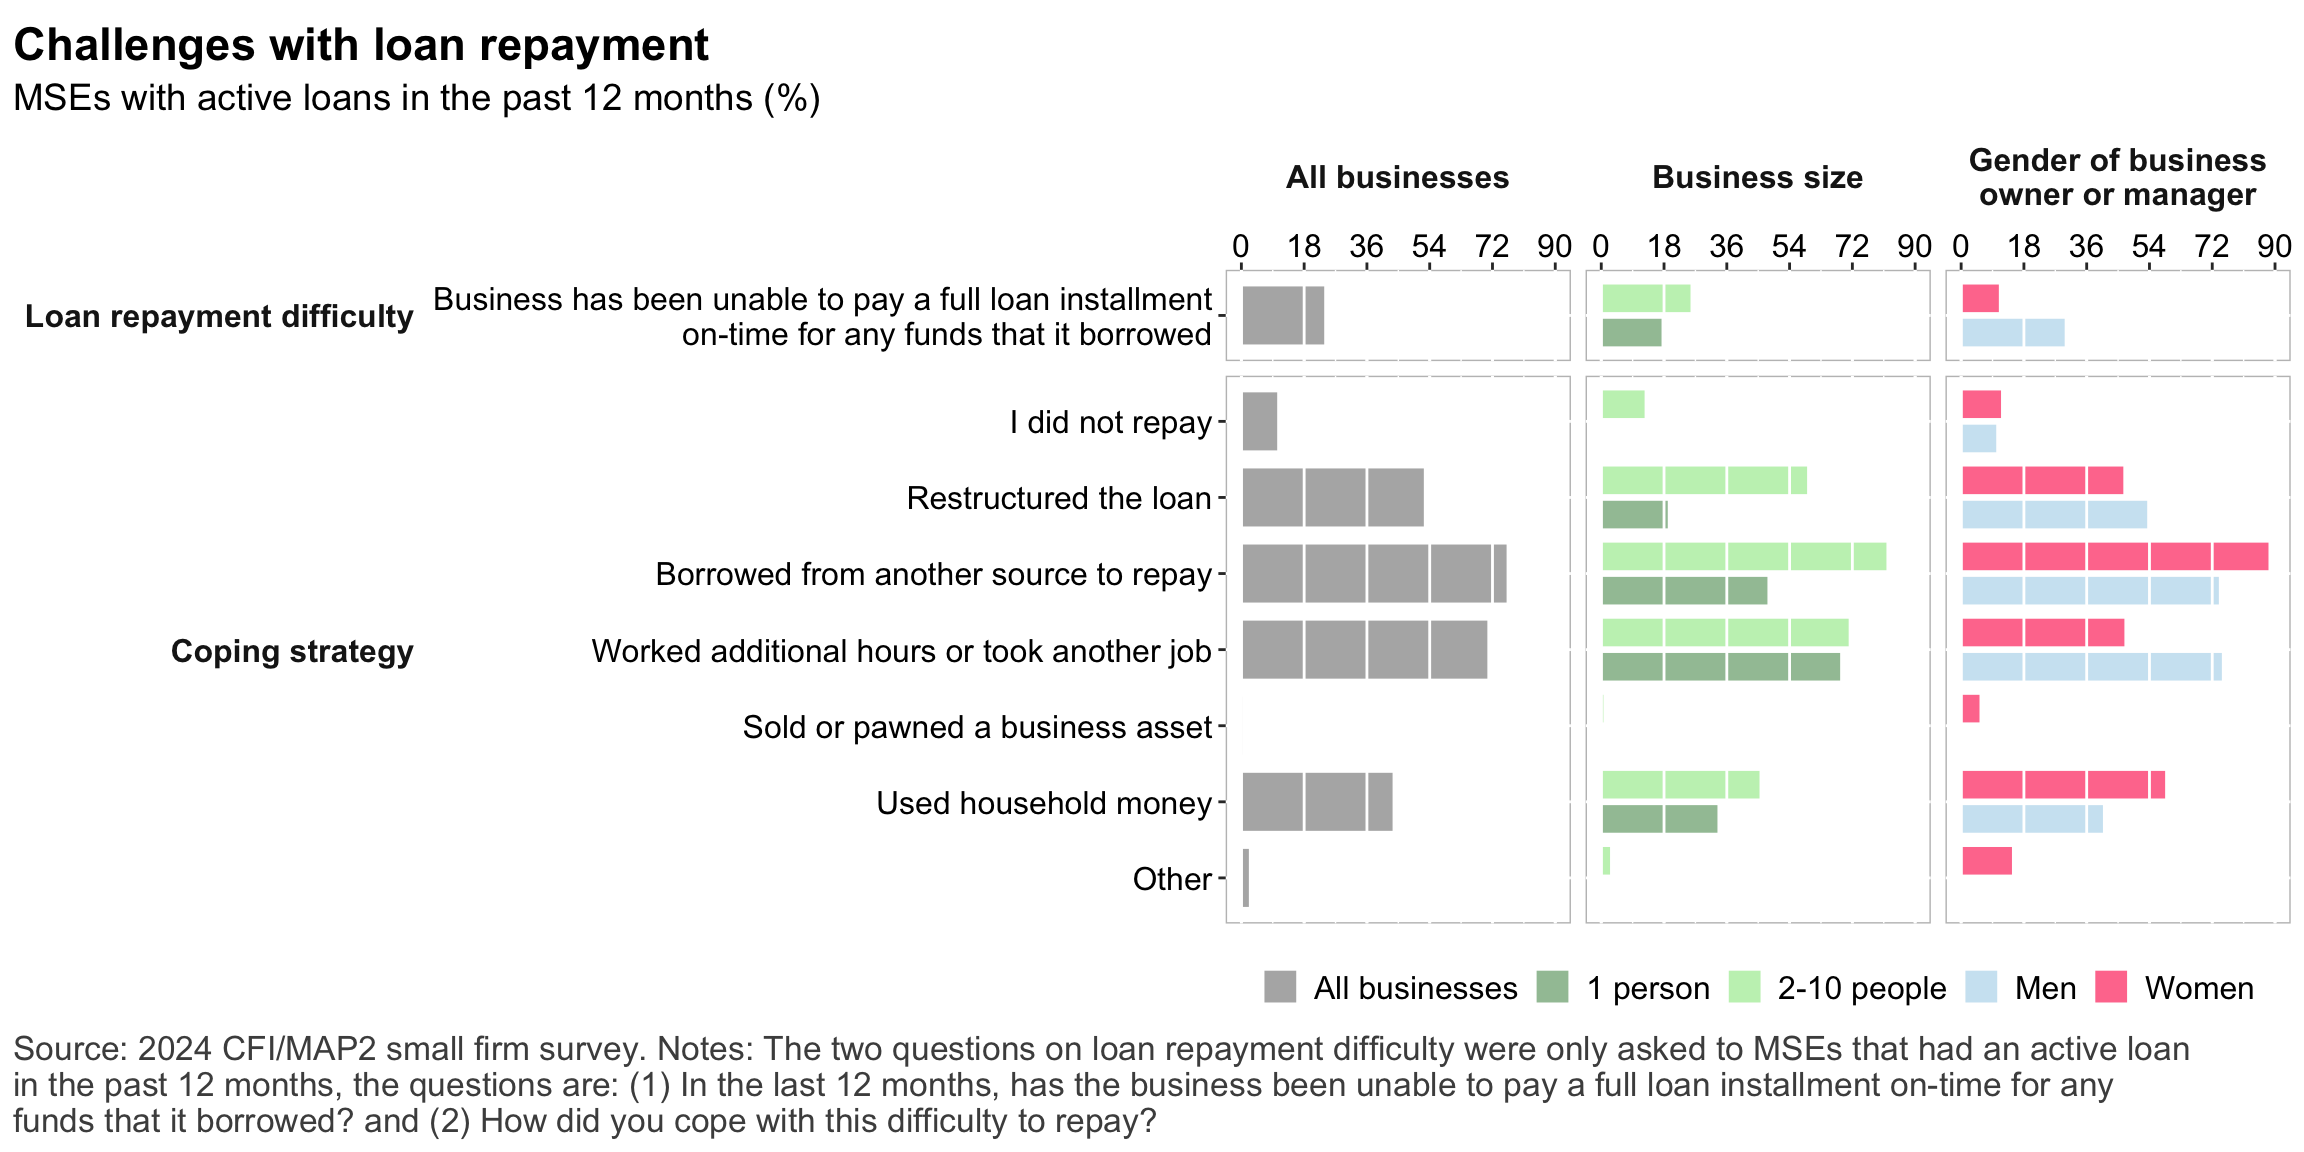 Challenges with loan repayment
MSEs with active loans in the past 12 months (%)
All businesses
Business size
Gender of business
owner or manager
0 18 36 54 72 90 0 18 36 54 72 90 0 18 36 54 72 90
Loan repayment difficulty
Business has been unable to pay a full loan installment
on-time for any funds that it borrowed
I did not repay
Restructured the loan
Borrowed from another source to repay
Coping strategy
Worked additional hours or took another job
Sold or pawned a business asset
Used household money
Other
All businesses 1 person 2-10 people Men Women
Source: 2024 CFI/MAP2 small firm survey. Notes: The two questions on loan repayment difficulty were only asked to MSEs that had an active loan
in the past 12 months, the questions are: (1) In the last 12 months, has the business been unable to pay a full loan installment on-time for any
funds that it borrowed? and (2) How did you cope with this difficulty to repay?